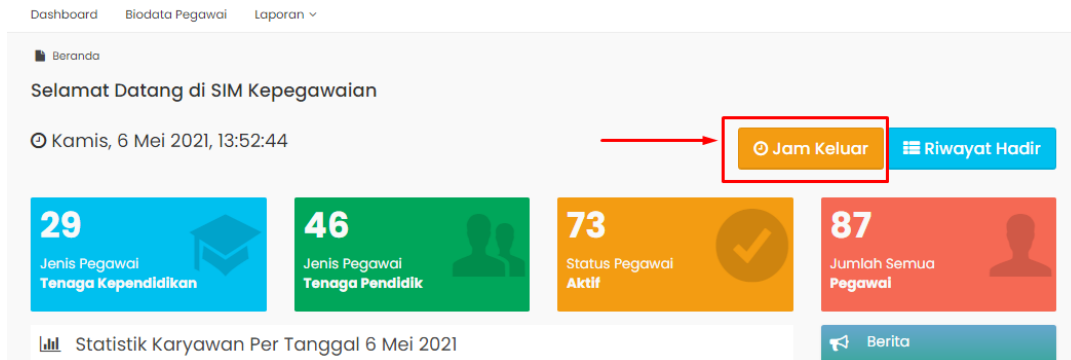 Dashboard Biodata Pegawai Laporan
Beranda
Selamat Datang di SIM Kepegawaian
Kamis, 6 Mei 2021, 13:52:44
Jam Keluar
Riwayat Hadir
29
Jenis Pegawai
Tenaga Kependidikan
46
Jenis Pegawai
Tenaga Pendidik
73
Status Pegawai
Aktif
87
Jumlah Semua
Pegawai
Statistik Karyawan Per Tanggal 6 Mei 2021
Berita